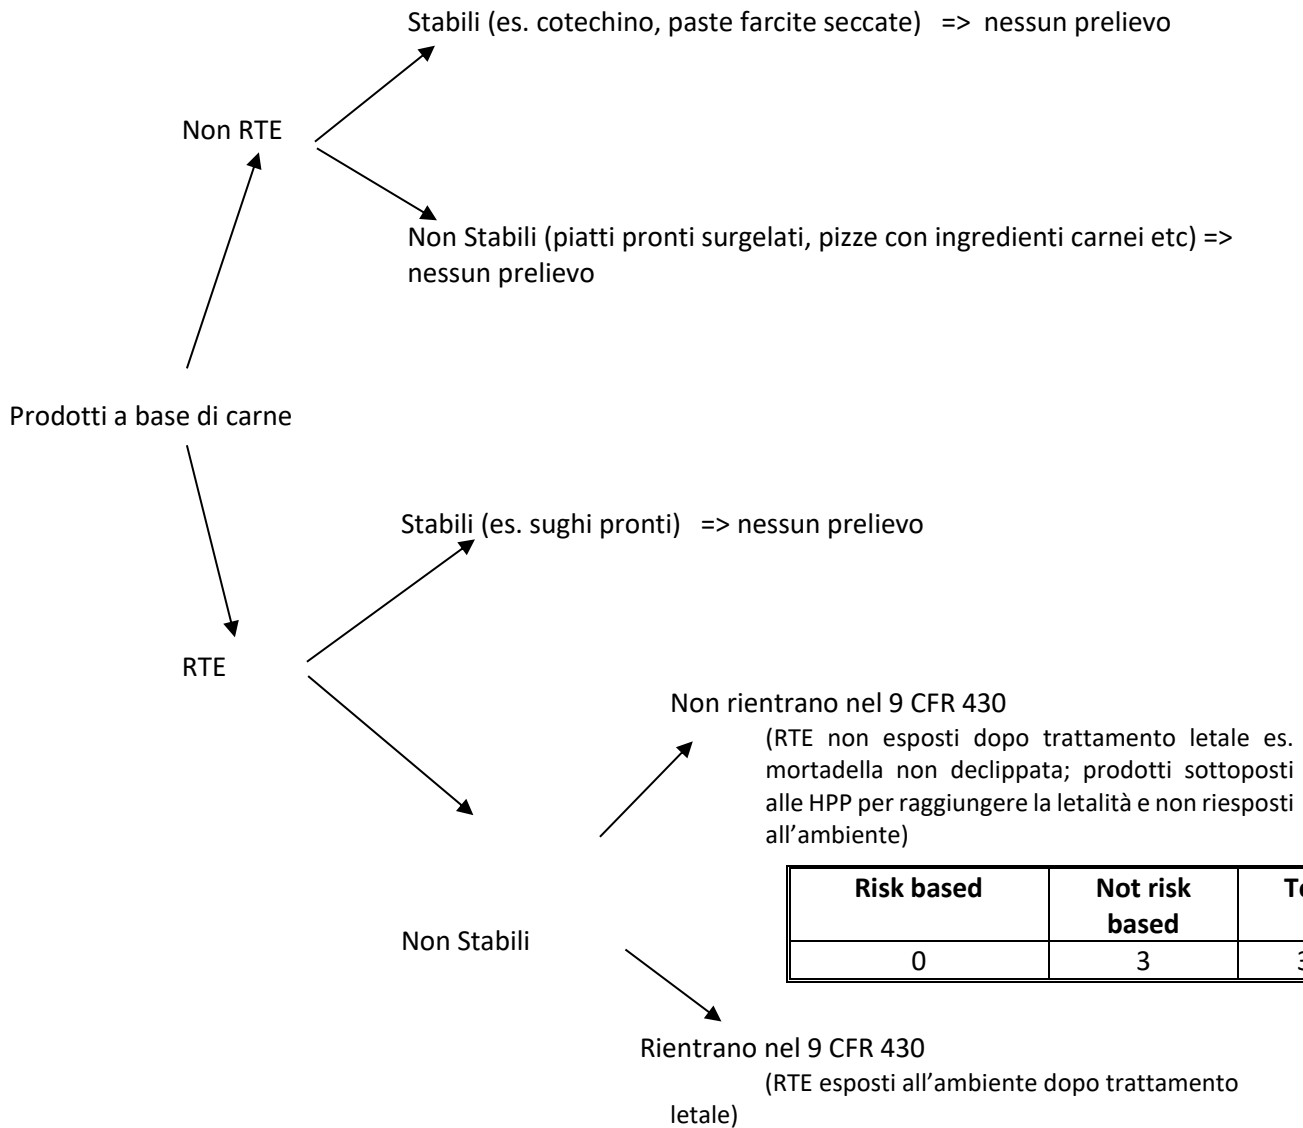 Stabili (es. cotechino, paste farcite seccate) => nessun prelievo
Non RTE
Non Stabili (piatti pronti surgelati, pizze con ingredienti carnei etc) =>
nessun prelievo
Prodotti a base di carne
Stabili (es. sughi pronti) => nessun prelievo
RTE
Non rientrano nel 9 CFR 430
(RTE non esposti dopo trattamento letale es.
mortadella non declippata; prodotti sottoposti
alle HPP per raggiungere la letalità e non riesposti
all’ambiente)
Risk based Not risk
based
0 3
Non Stabili
Rientrano nel 9 CFR 430
(RTE esposti all’ambiente dopo trattamento
letale)